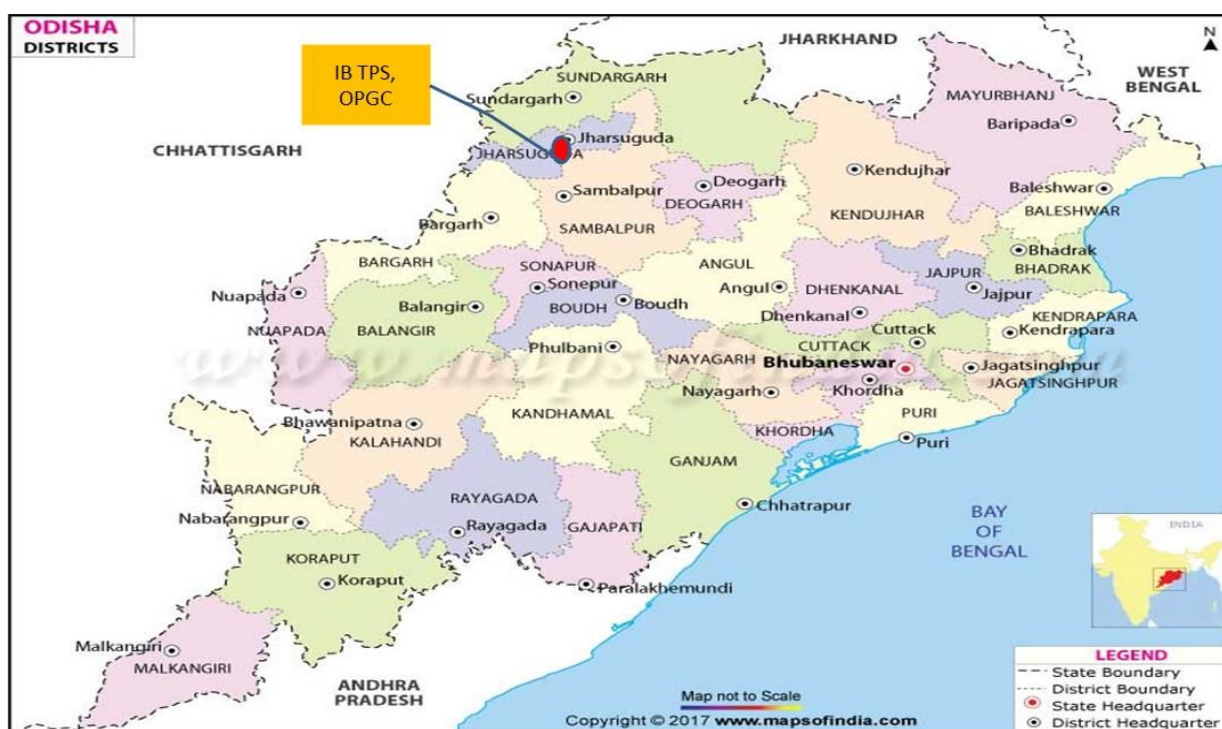 ODISHA
DISTRICTS
JHARKHAND
N
WEST
BENGAL
IB TPS,
OPGC
SUNDARGARH
Sundargarh
MAYURBHANJ
Baripada
CHHATTISGARH
Jharsuguda
JHARSUGUDA
Kendujhar
Deogarh
DEOGARH
Sambalpur
Baleshwar
BALESHWAR
KENDUJHAR
Bargarh
SAMBALPUR
BARGARH
Bhadrak
BHADRAK
SONAPUR
Sonepur
ANGUL
Angul
JAJPUR
Jajpur
DHENKANAL
Dhenkanal
Nuapada
NUAPADA
Balangir
BALANGIR
BOUDH
Boudh
KENDRAPARA
Kendrapara
Cuttack
CUTTACK
Phulbani
NAYAGARH
Nayagarh
Bhubaneswar
Khordha
Jagatsinghpur
JAGATSINGHPUR
www.mapsofindia.com
KANDHAMAL
PURI
Puri
KHORDHA
Bhawanipatna
KALAHANDI
GANJAM
NABARANGPUR
Nabarangpur
RAYAGADA
Rayagada
GAJAPATI
Chhatrapur
BAY
OF
BENGAL
INDIA
KORAPUT
Koraput
Paralakhemundi
Malkangiri
MALKANGIRI
ANDHRA
PRADESH
LEGEND
State Boundary
District Boundary
State Headquarter
District Headquarter
Map not to Scale
Copyright © 2017 www.mapsofindia.com